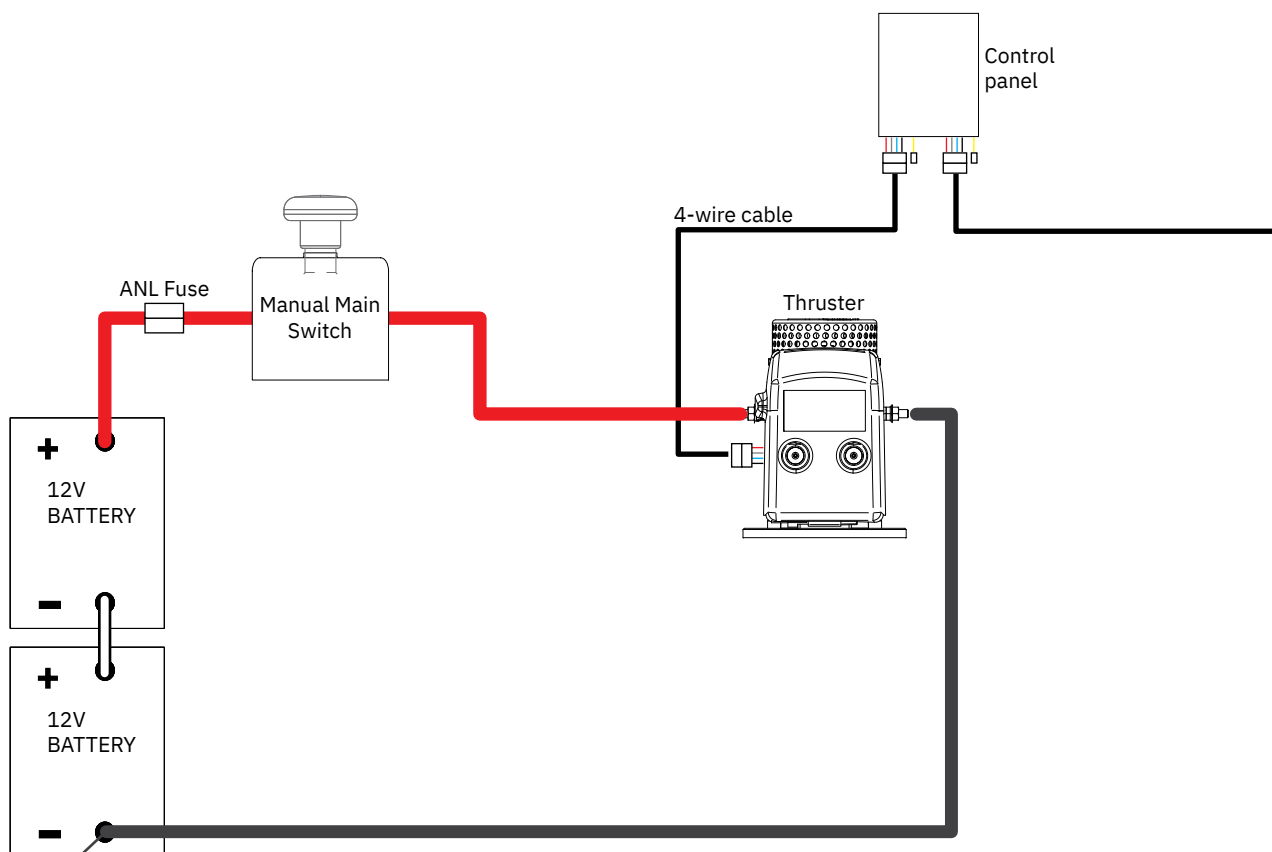 Control
panel
4-wire cable
ANL Fuse
Manual Main
Switch
Thruster
+
12V
BATTERY
–
+
12V
BATTERY
–